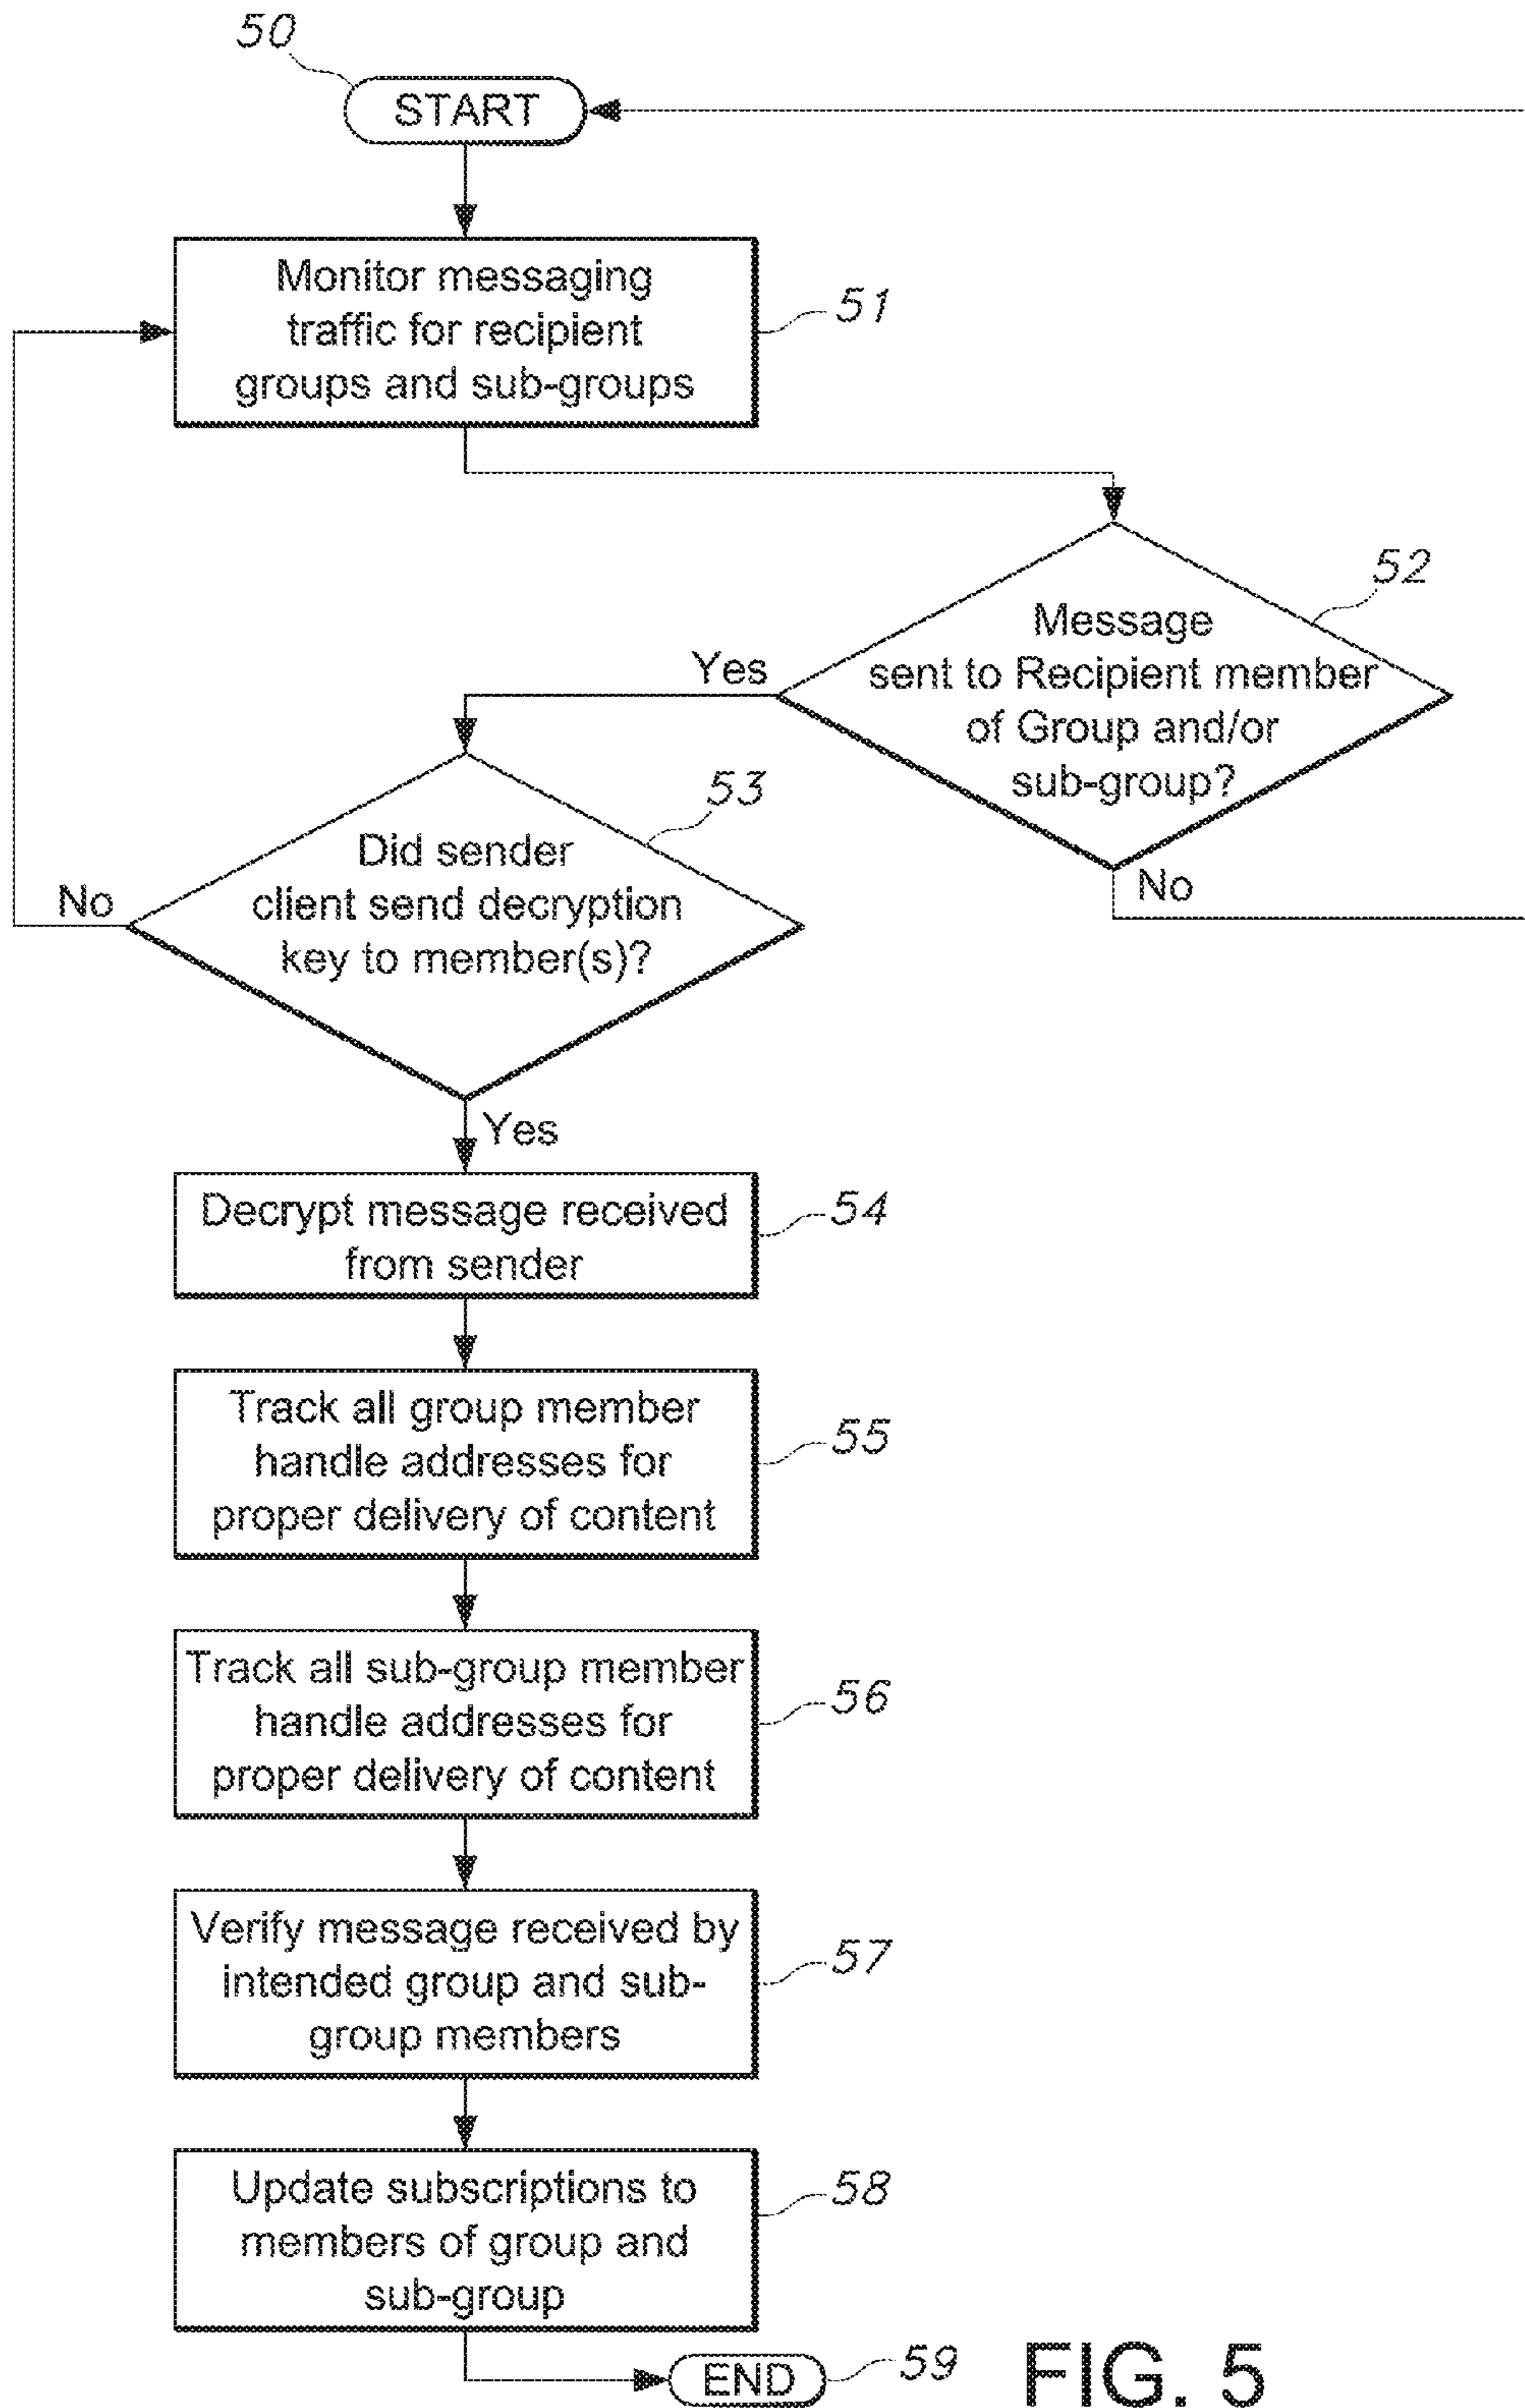 50
START
Monitor messaging
traffic for recipient
groups and sub-groups
51
52
Message
sent to Recipient member
of Group and/or
sub-group?
Yes
No
53
Did sender
client send decryption
key to member(s)?
No
Yes
Decrypt message received
from sender
54
Track all group member
handle addresses for
proper delivery of content
55
Track all sub-group member
handle addresses for
proper delivery of content
56
Verify message received by
intended group and sub-
group members
57
Update subscriptions to
members of group and
sub-group
58
END
59
FIG. 5